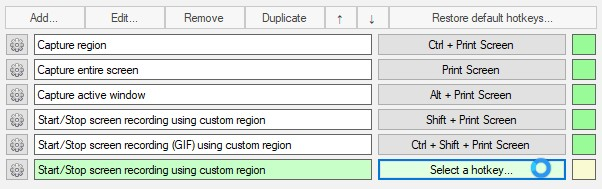 Add... Edit... Remove Duplicate ↑ ↓ Restore default hotkeys...
Capture region Ctrl + Print Screen
Capture entire screen Print Screen
Capture active window Alt + Print Screen
Start/Stop screen recording using custom region Shift + Print Screen
Start/Stop screen recording (GIF) using custom region Ctrl + Shift + Print Screen
Start/Stop screen recording using custom region Select a hotkey...